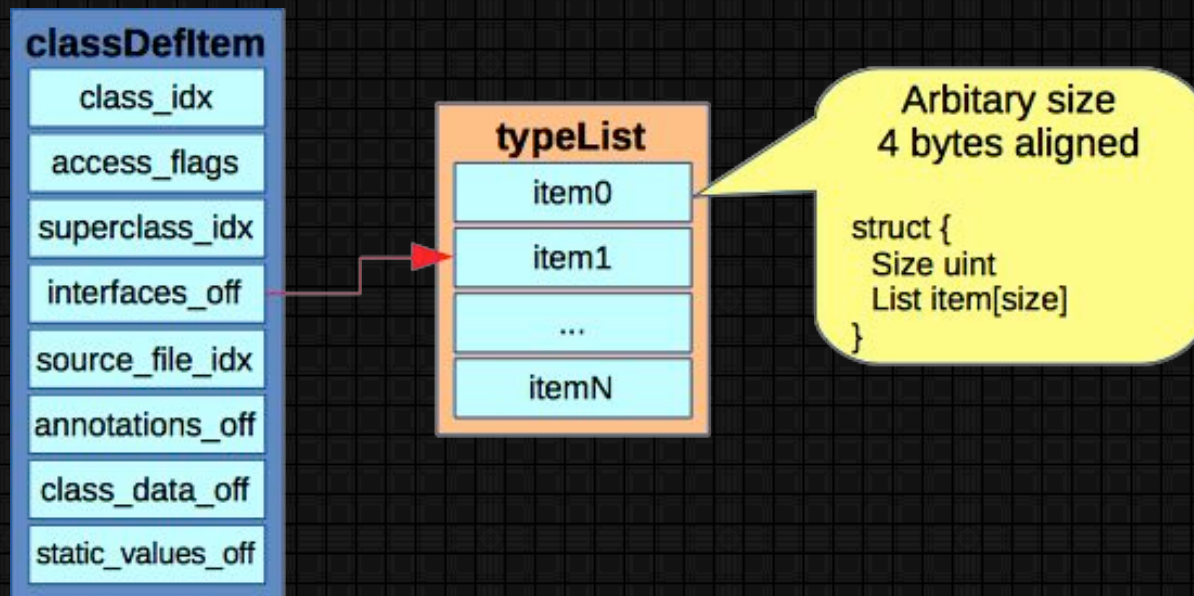 classDefItem
class_idx
access_flags
superclass_idx
interfaces_off
source_file_idx
annotations_off
class_data_off
static_values_off
typeList
item0
item1
...
itemN
Arbitary size
4 bytes aligned
struct {
Size uint
List item[size]
}